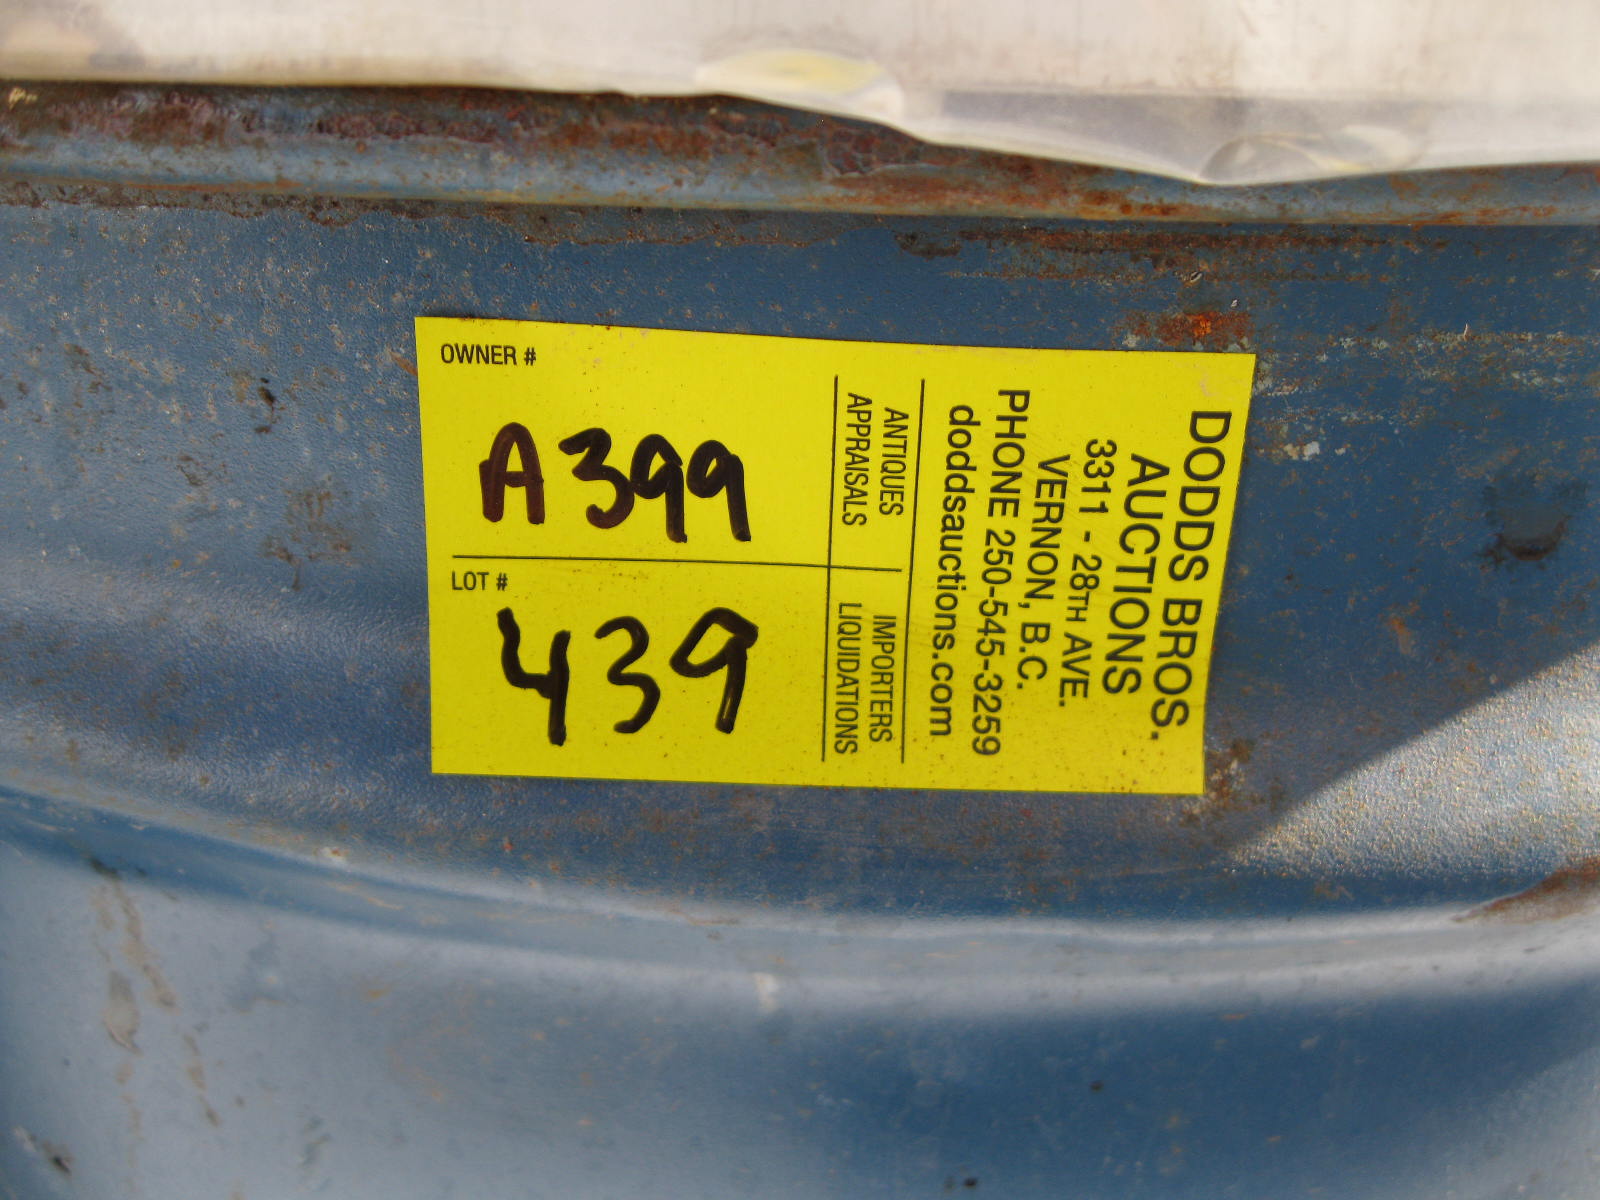 OWNER #
A399
LOT #
439
DODDS BROS.
AUCTIONS
3311 - 28TH AVE.
VERNON, B.C.
PHONE 250-545-3259
doddsauctions.com
ANTIQUES
APPRAISALS
IMPORTERS
LIQUIDATIONS